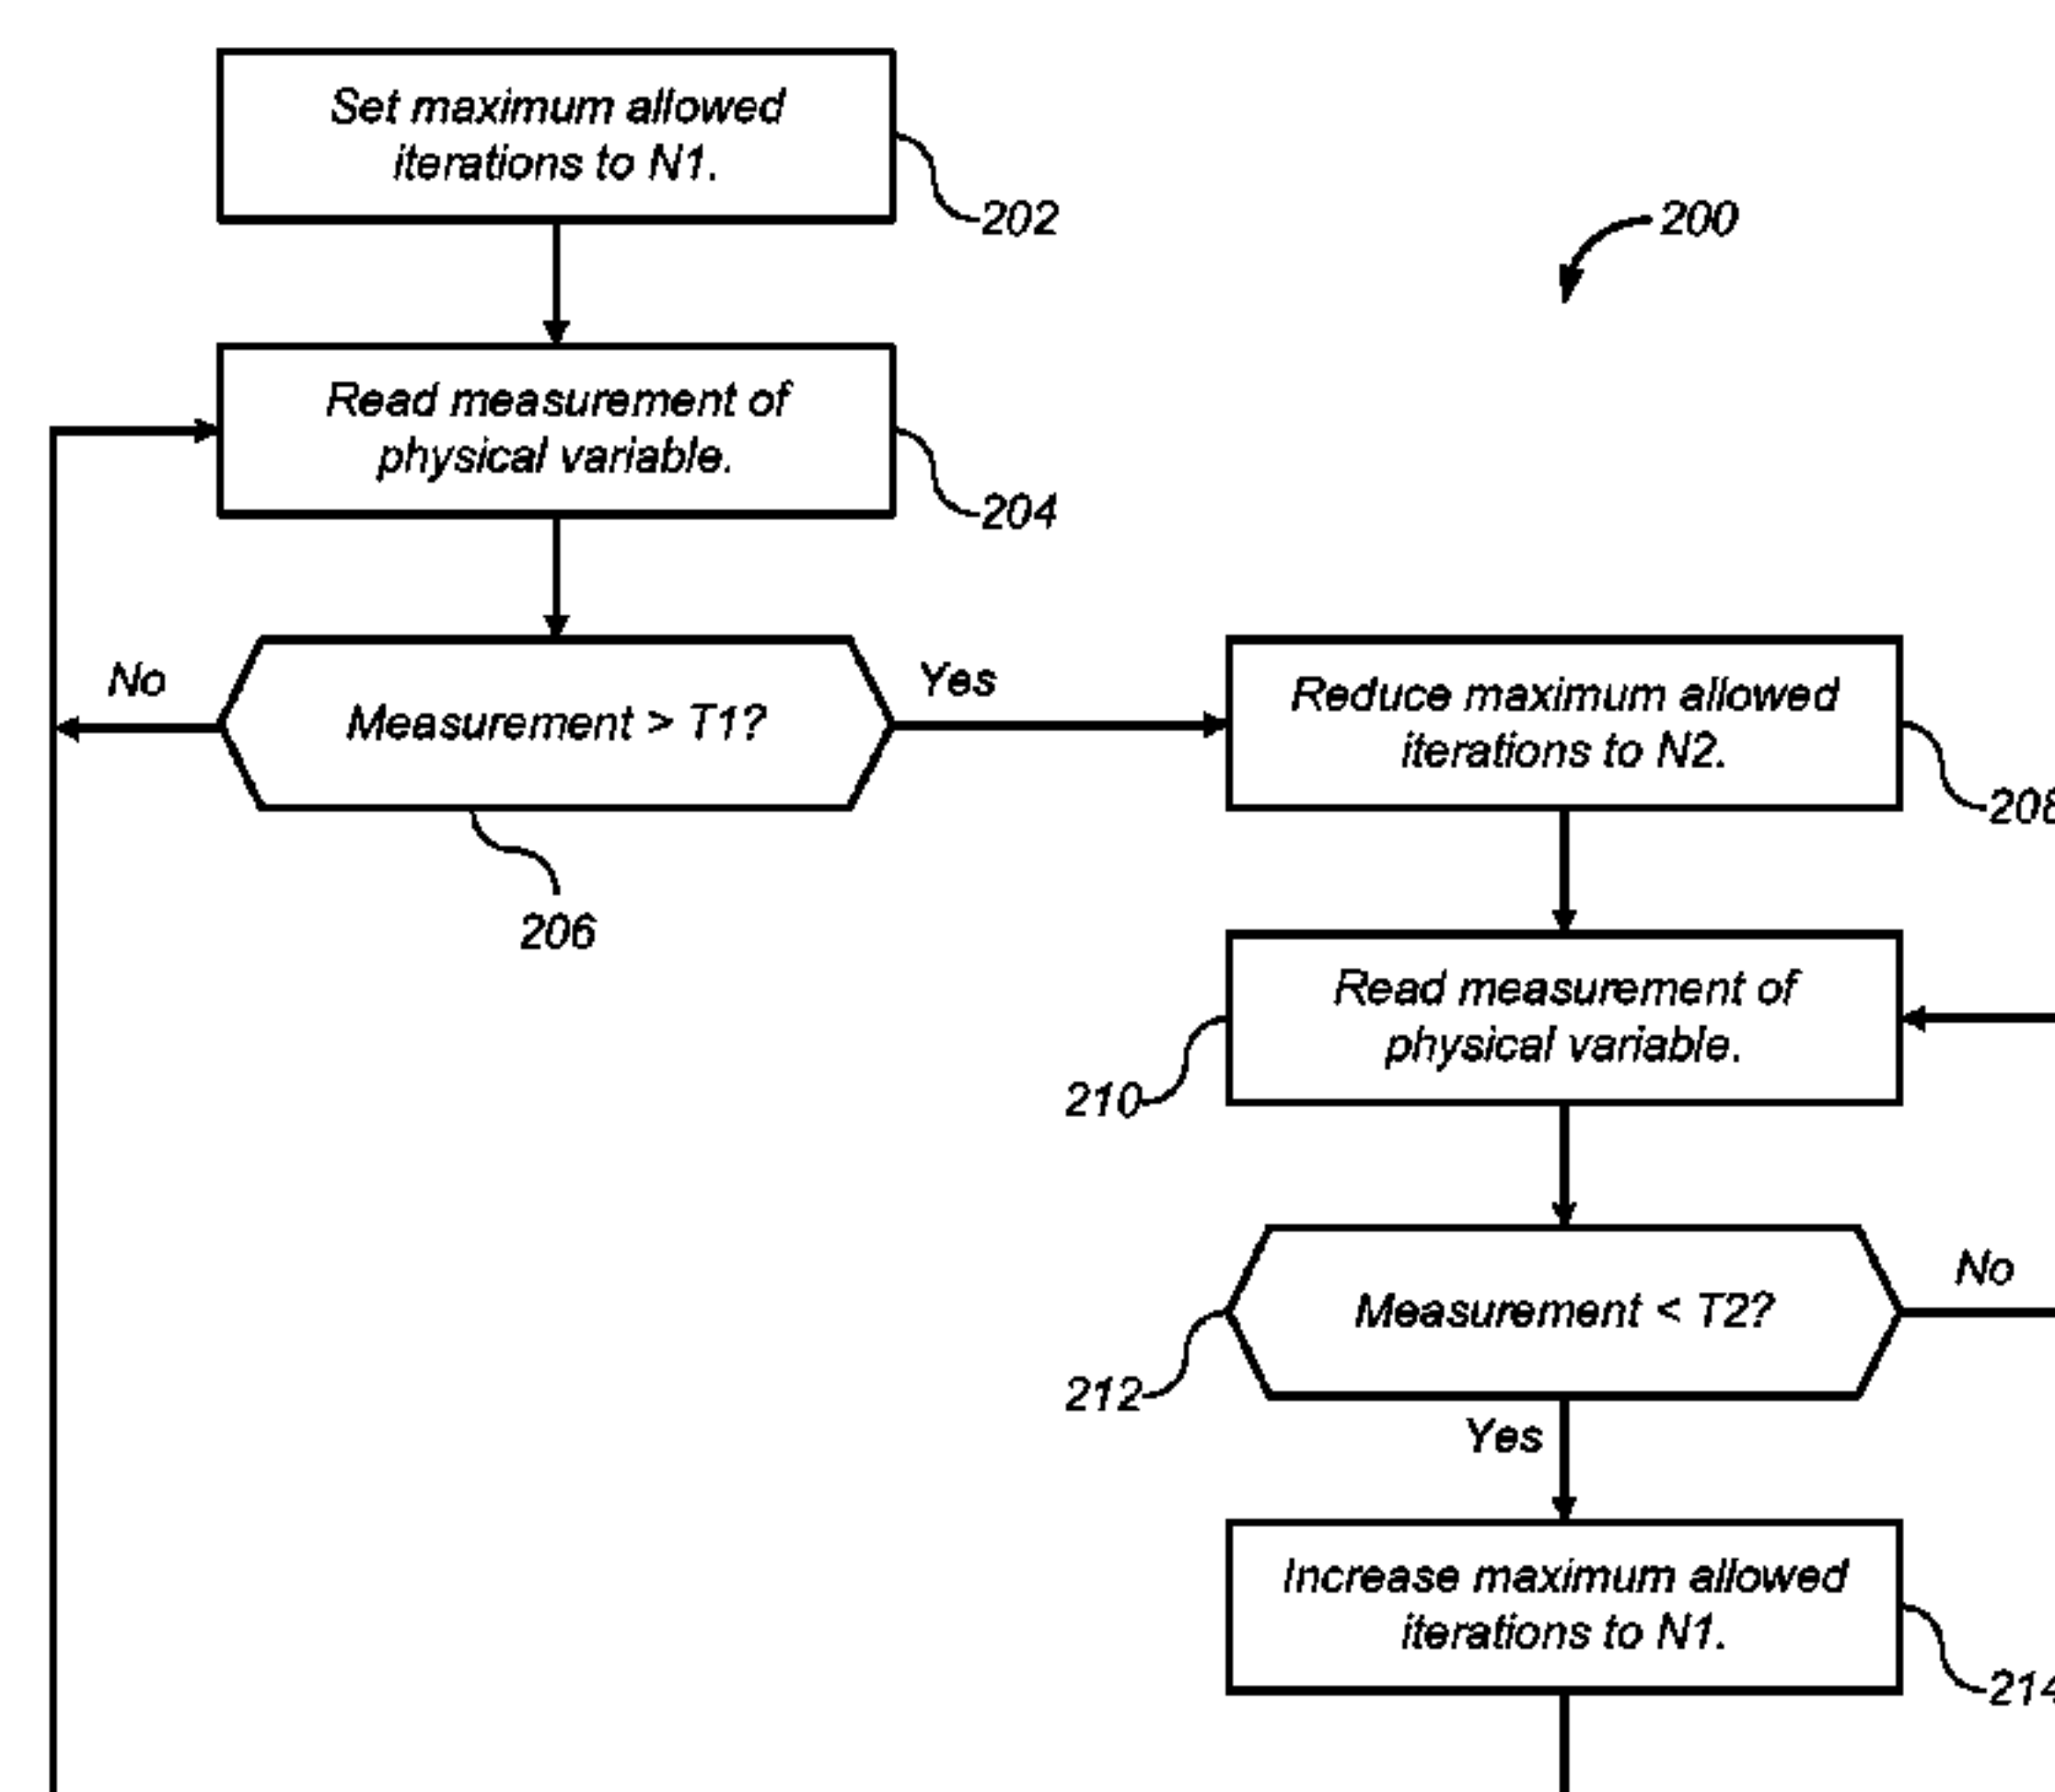 Set maximum allowed
iterations to N1.
202
200
Read measurement of
physical variable.
204
No
Measurement > T1?
Yes
206
Reduce maximum allowed
iterations to N2.
208
Read measurement of
physical variable.
210
Measurement < T2?
No
212
Yes
Increase maximum allowed
iterations to N1.
214